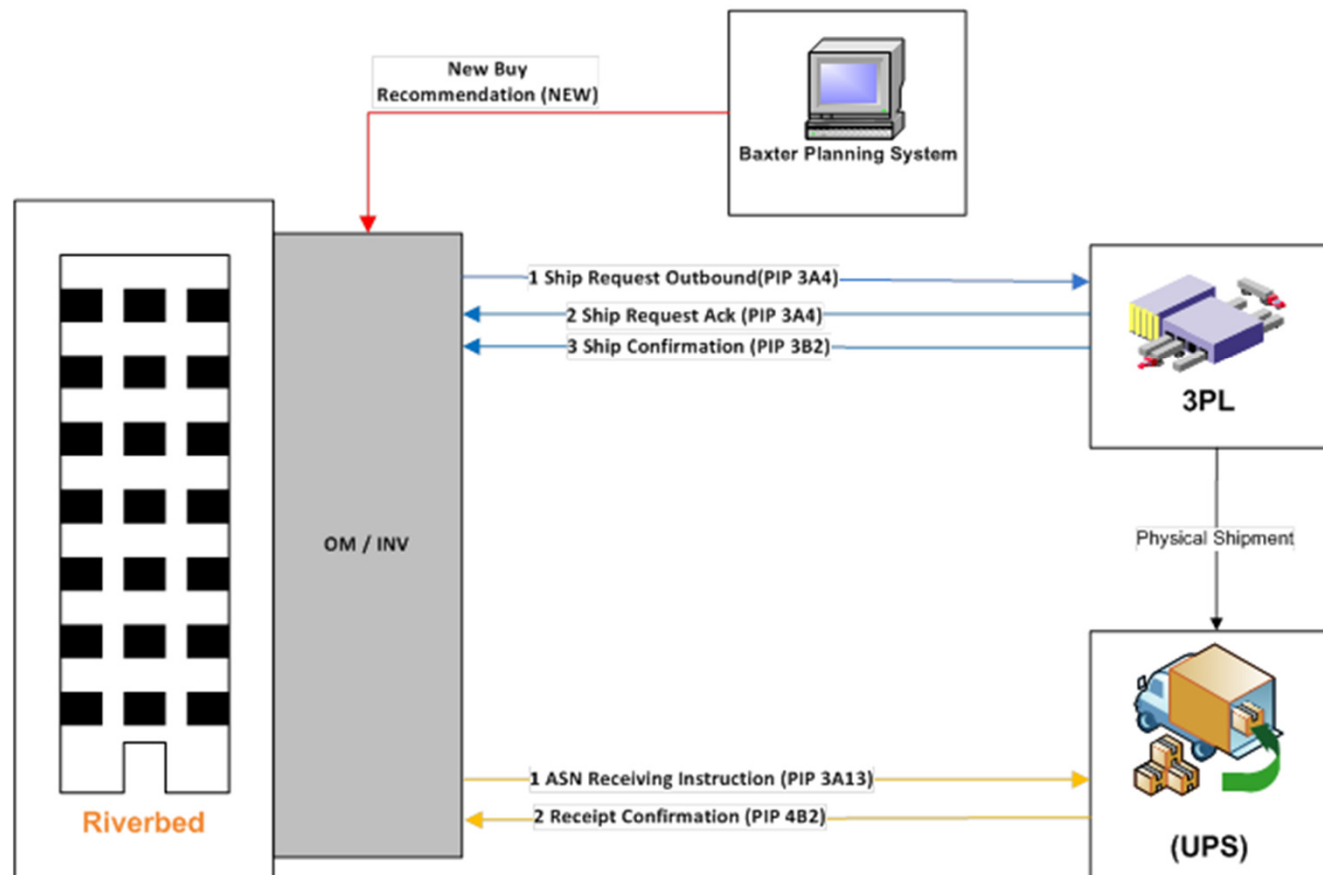 New Buy
Recommendation (NEW)
Baxter Planning System
1 Ship Request Outbound(PIP 3A4)
2 Ship Request Ack (PIP 3A4)
3 Ship Confirmation (PIP 3B2)
3PL
OM / INV
Physical Shipment
1 ASN Receiving Instruction (PIP 3A13)
2 Receipt Confirmation (PIP 4B2)
Riverbed
(UPS)